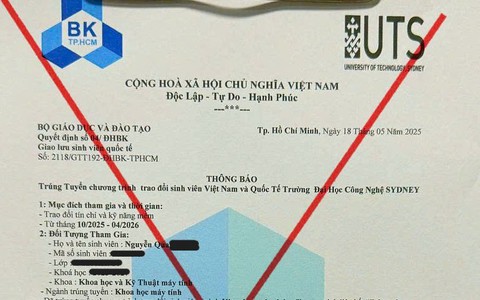 BK
TP.HCM
UTS
UNIVERSITY OF TECHNOLOGY, SYDNEY
CỘNG HOÀ XÃ HỘI CHỦ NGHĨA VIỆT NAM
Độc Lập - Tự Do - Hạnh Phúc
---***---
BỘ GIÁO DỤC VÀ ĐÀO TẠO
Quyết định số 04/ ĐHBK
Giao lưu sinh viên quốc tế
Số: 2118/GTT192-ĐHBK-TPHCM
Tp. Hồ Chí Minh, Ngày 18 Tháng 05 Năm 2025
THÔNG BÁO
Trúng Tuyển chương trình trao đổi sinh viên Việt Nam và Quốc Tế Trường Đại Học Công Nghệ SYDNEY
1. Mục đích tham gia và thời gian:
- Trao đổi tín chỉ và kỹ năng mềm
- Từ tháng 10/2025 - 04/2026
2. Đối Tượng Tham Gia:
- Họ và tên sinh viên : Nguyễn
- Mã số sinh viên :
- Lớp
- Khoá học
- Khoa: Khoa học và Kỹ Thuật máy tính
- Ngành trúng tuyển : Khoa học máy tính